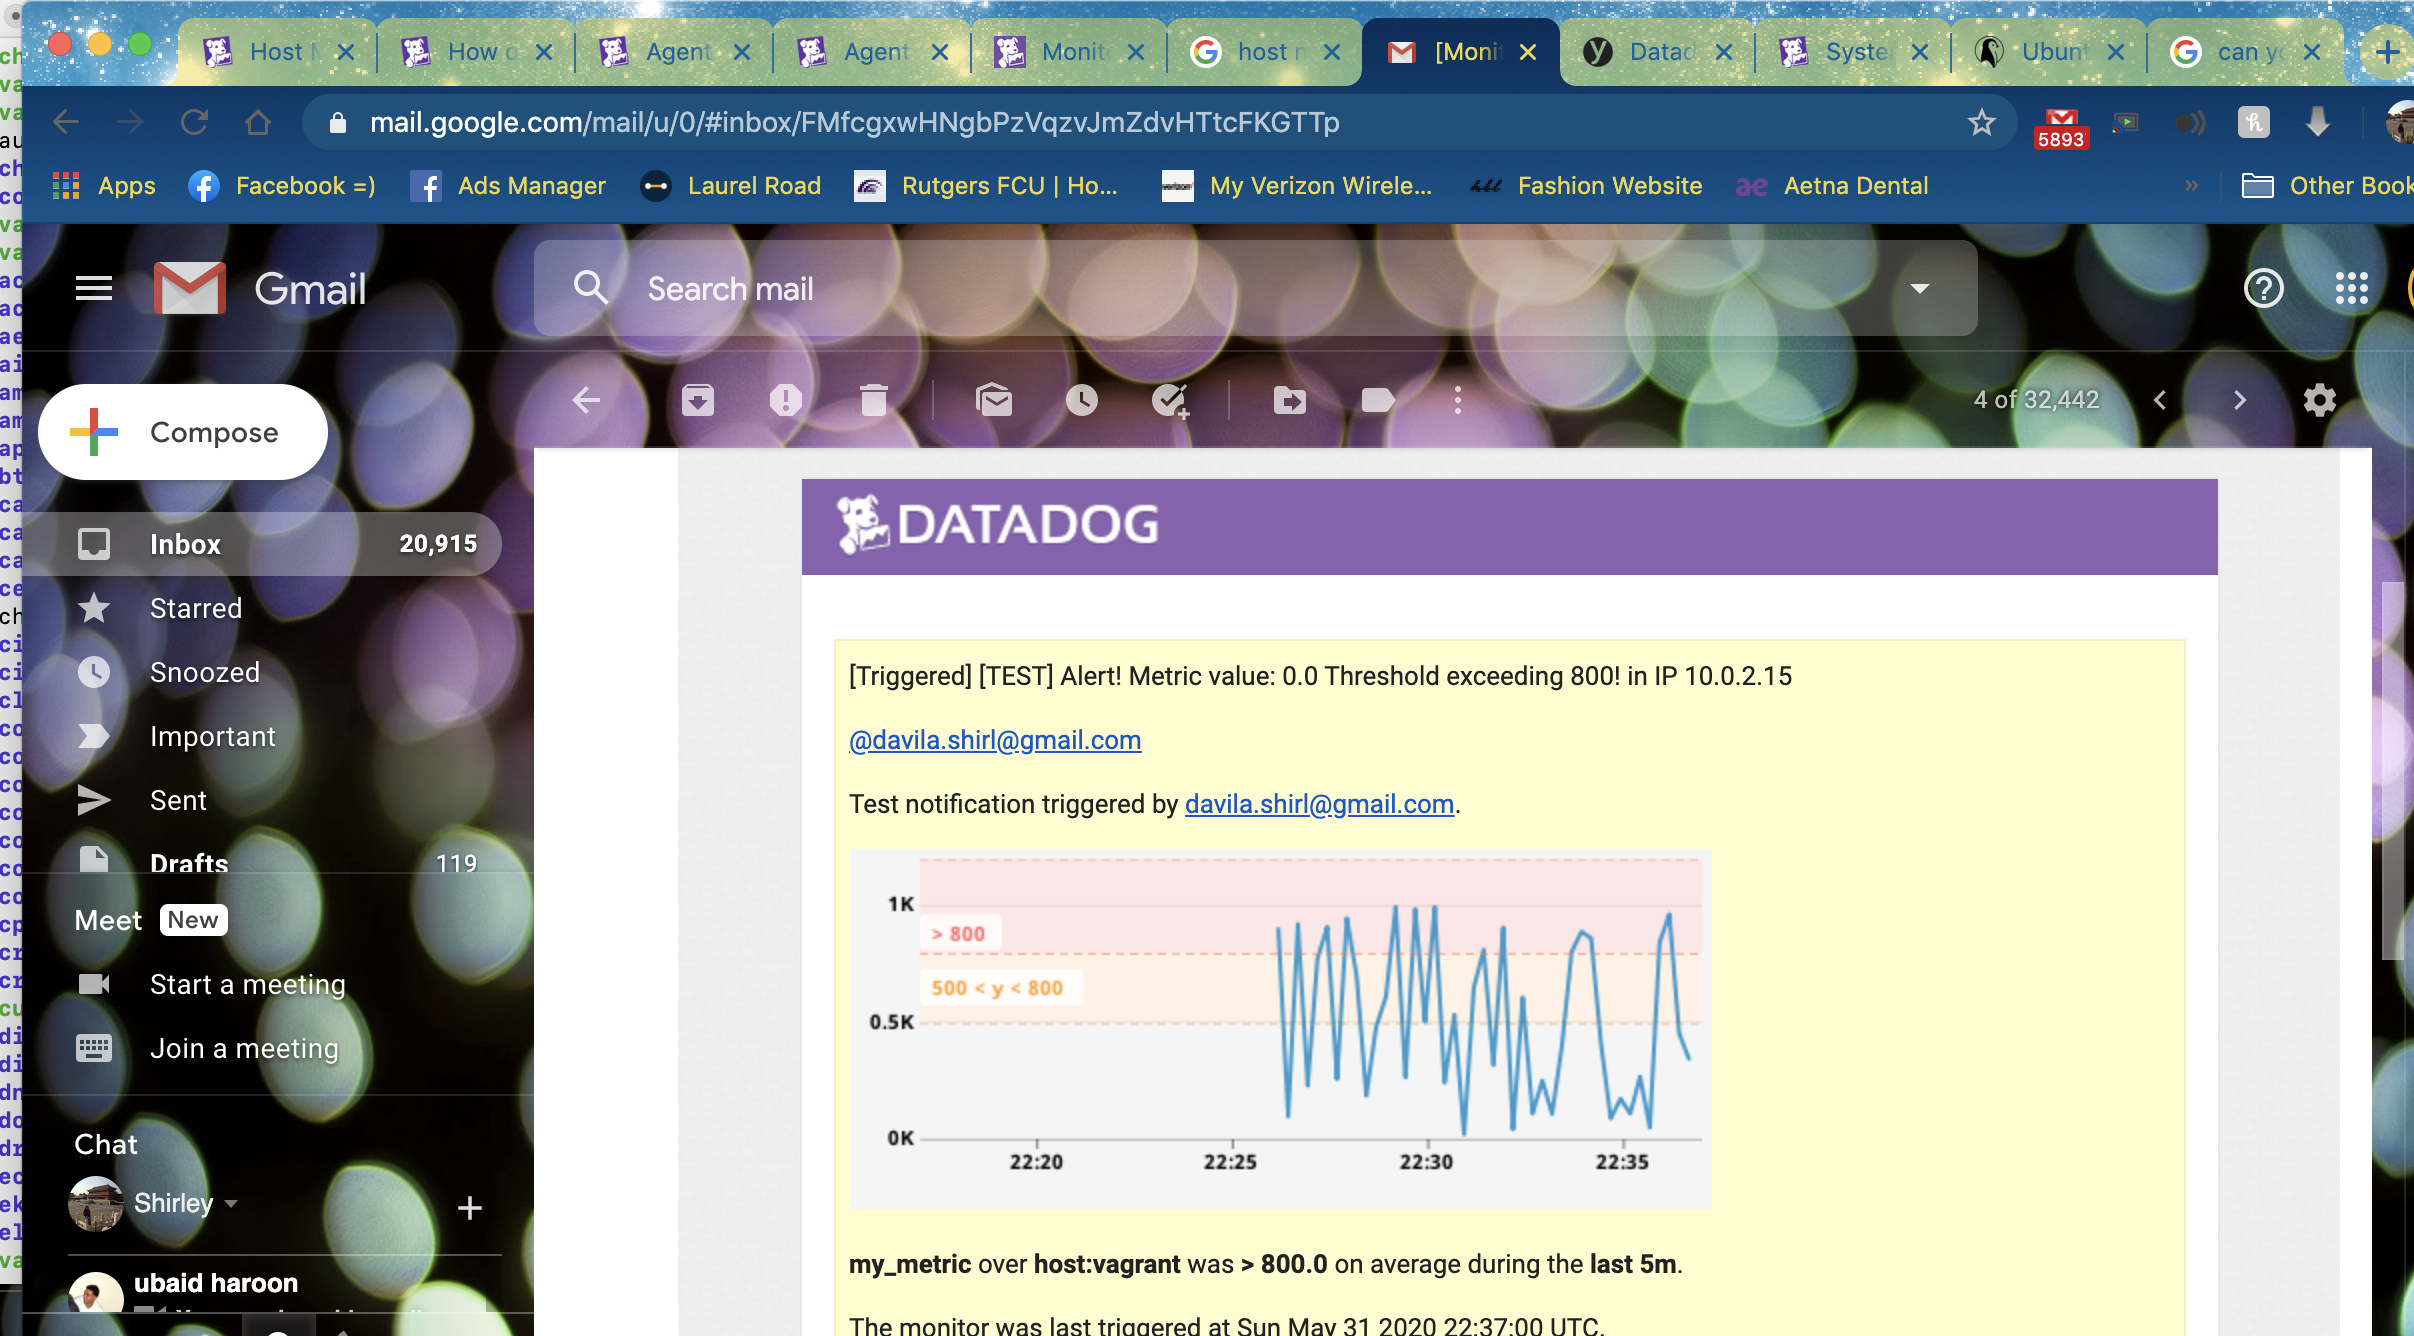 Host
How
Agent
Agent
Monit
host
[Moni
Datad
Syste
Ubunt
can
mail.google.com/mail/u/0/#inbox/FMfcgxwHNgbPzVqzvJmZdvHTtcFKGTTp
5893
Apps
Facebook =)
Ads Manager
Laurel Road
Rutgers FCU | Ho...
My Verizon Wirele...
Fashion Website
ae Aetna Dental
»
Other Book
Gmail
Search mail
Compose
4 of 32,442
Inbox 20,915
Starred
Snoozed
Important
Sent
Drafts 119
Meet New
Start a meeting
Join a meeting
Chat
Shirley
ubaid haroon
DATADOG
[Triggered] [TEST] Alert! Metric value: 0.0 Threshold exceeding 800! in IP 10.0.2.15
@davila.shirl@gmail.com
Test notification triggered by davila.shirl@gmail.com.
1K
> 800
500 < y < 800
0.5K
0K
22:20 22:25 22:30 22:35
my_metric over host:vagrant was > 800.0 on average during the last 5m.
The monitor was last triggered at Sun May 31 2020 22:37:00 UTC.